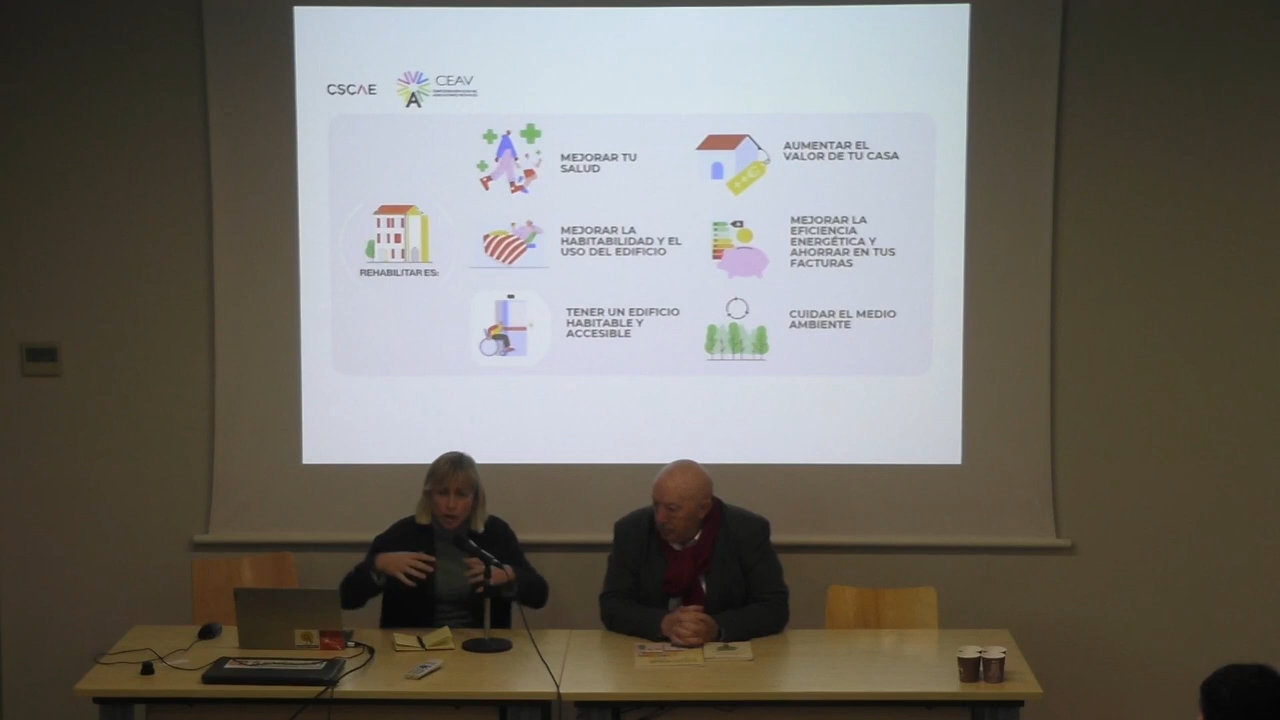 CSCAE
CEAV
REHABILITAR ES:
MEJORAR TU
SALUD
MEJORAR LA
HABITABILIDAD Y EL
USO DEL EDIFICIO
TENER UN EDIFICIO
HABITABLE Y
ACCESIBLE
AUMENTAR EL
VALOR DE TU CASA
MEJORAR LA
EFICIENCIA
ENERGÉTICA Y
AHORRAR EN TUS
FACTURAS
CUIDAR EL MEDIO
AMBIENTE